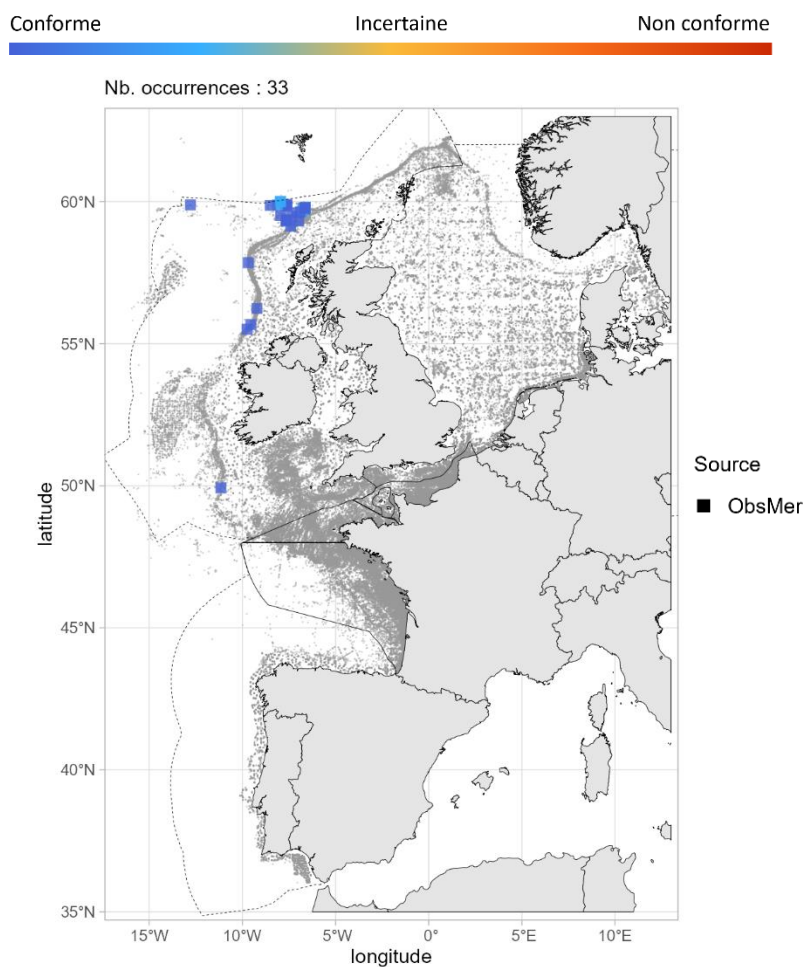 Conforme Incertaine Non conforme
Nb. occurrences : 33
60°N
55°N
50°N
45°N
40°N
35°N
latitude
15°W 10°W 5°W 0° 5°E 10°E
longitude
Source
ObsMer